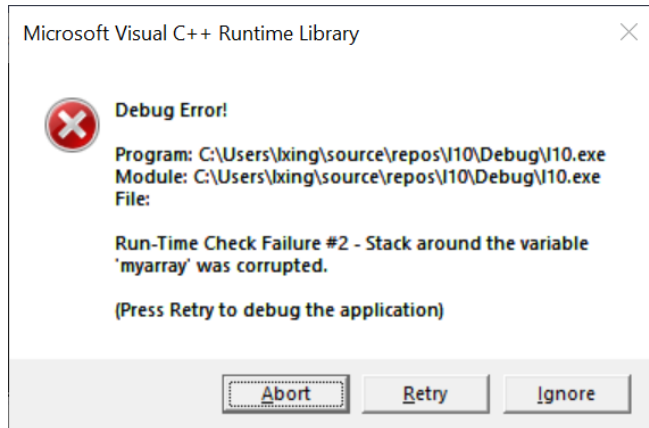 Microsoft Visual C++ Runtime Library
Debug Error!
Program: C:\Users\lxing\source\repos\l10\Debug\l10.exe
Module: C:\Users\lxing\source\repos\l10\Debug\l10.exe
File:
Run-Time Check Failure #2 - Stack around the variable
'myarray' was corrupted.
(Press Retry to debug the application)
Abort Retry Ignore